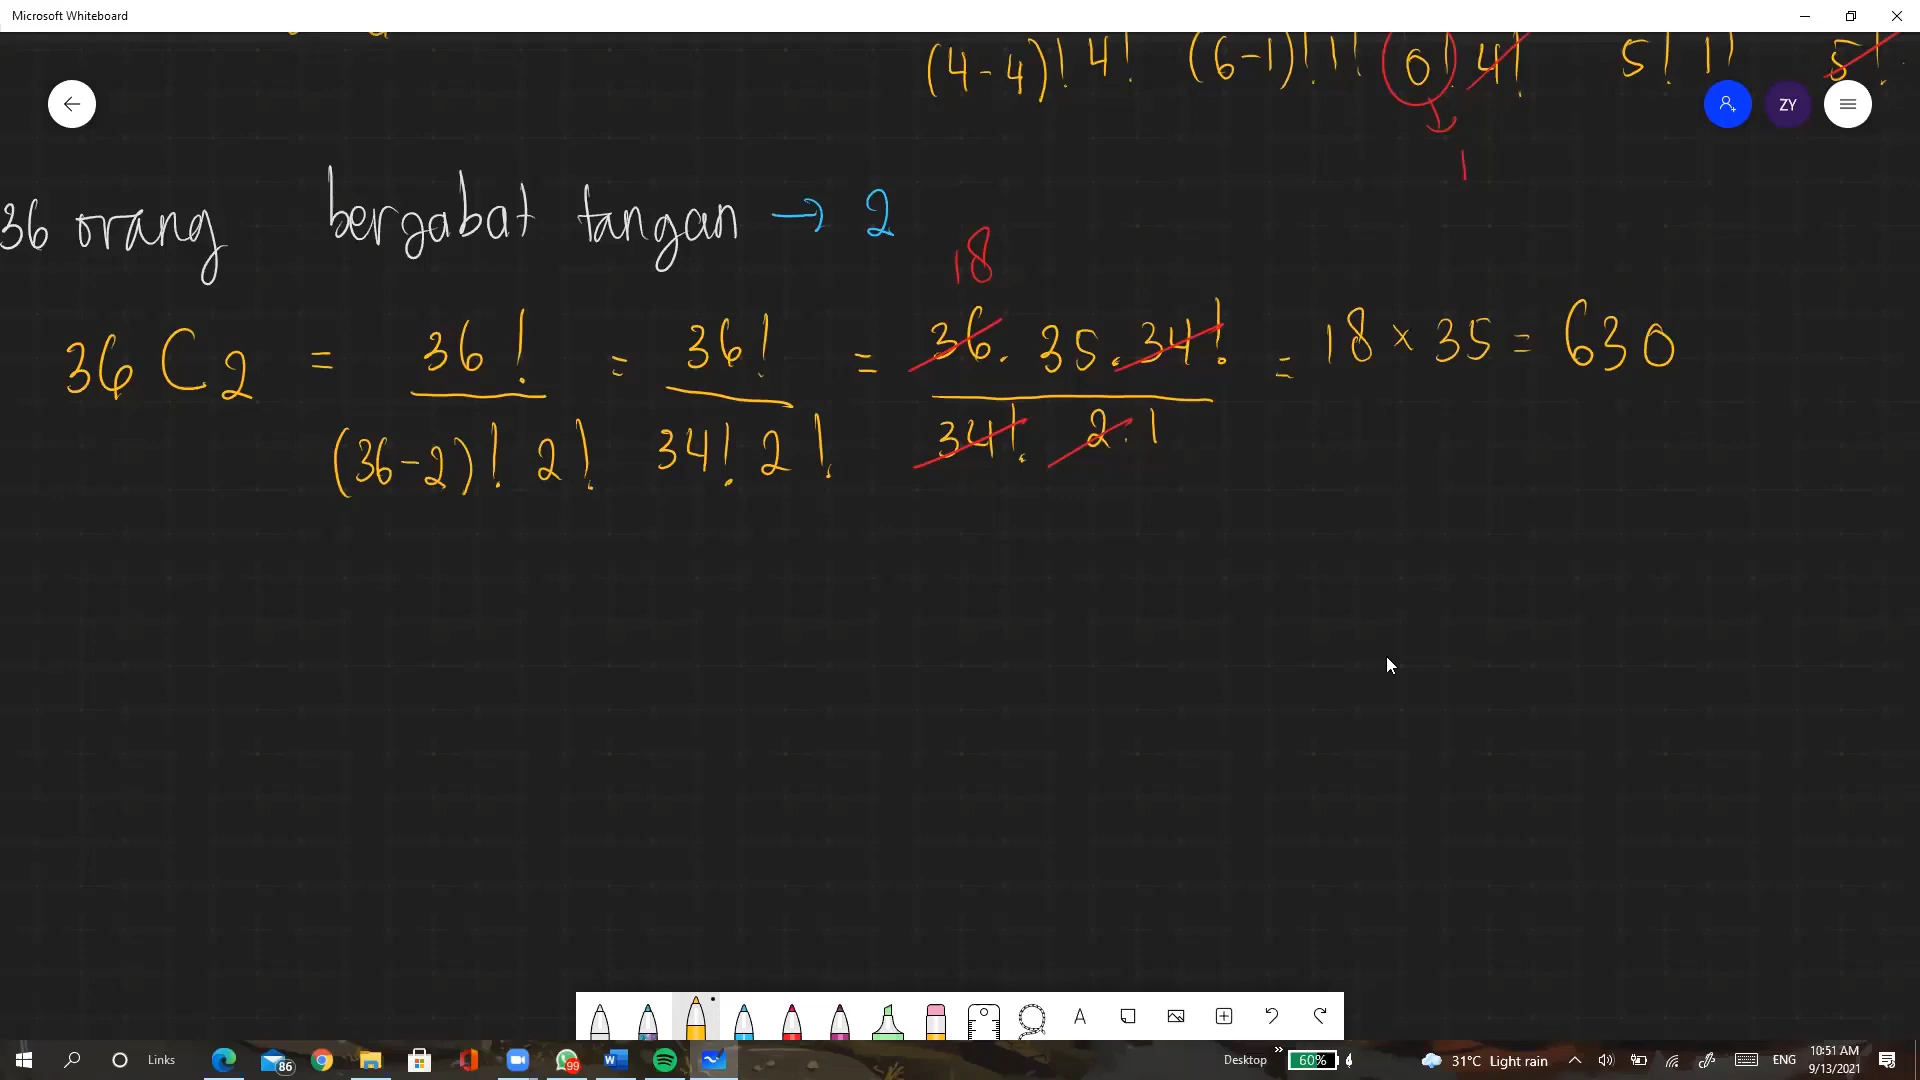 Microsoft Whiteboard
(4-4)! 4! (6-1)! 1! 0! 4! 5! 1! 5!
ZY
1
36 orang bergabat tangan → 2
18
36 C 2 = 36! = 36! = 36. 35. 34! = 18 × 35 = 630
(36-2)! 2! 34! 2! 34! 2. 1
A
Links 86 99 Desktop 60% 31°C Light rain ENG 10:51 AM
9/13/2021